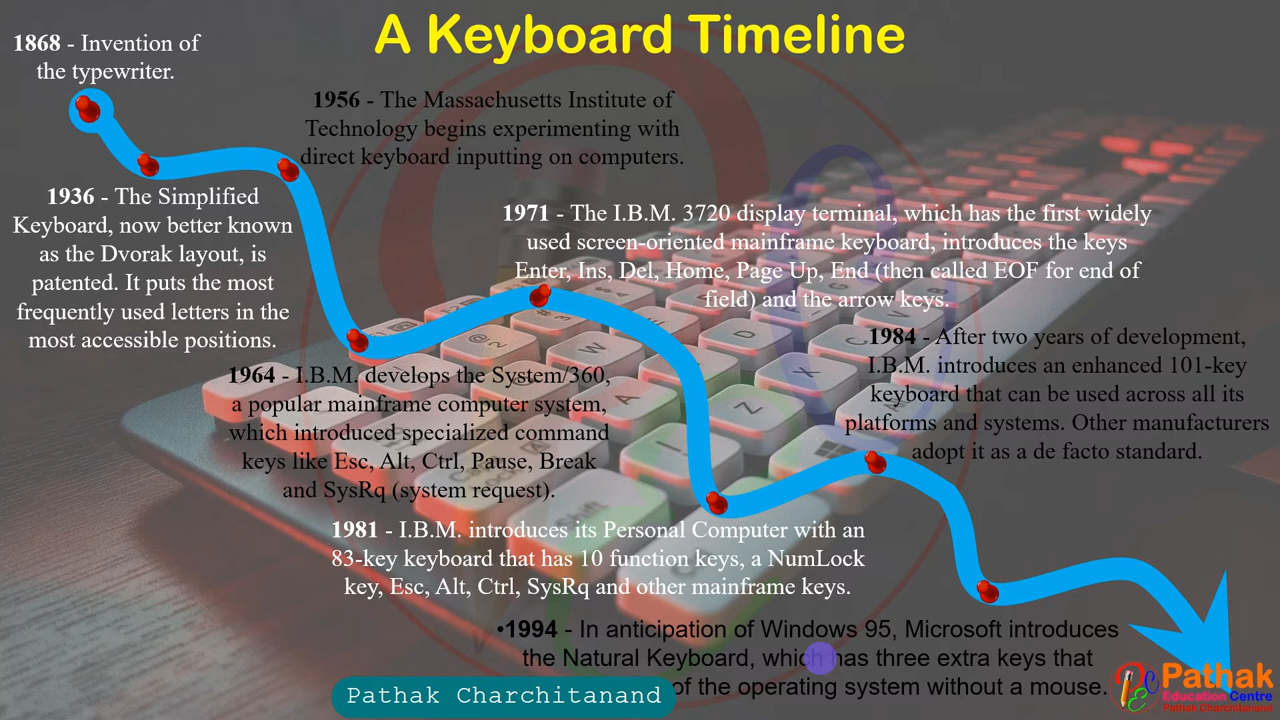 A Keyboard Timeline
1868 - Invention of
the typewriter.
1936 - The Simplified
Keyboard, now better known
as the Dvorak layout, is
patented. It puts the most
frequently used letters in the
most accessible positions.
1956 - The Massachusetts Institute of
Technology begins experimenting with
direct keyboard inputting on computers.
1964 - I.B.M. develops the System/360,
a popular mainframe computer system,
which introduced specialized command
keys like Esc, Alt, Ctrl, Pause, Break
and SysRq (system request).
1971 - The I.B.M. 3720 display terminal, which has the first widely
used screen-oriented mainframe keyboard, introduces the keys
Enter, Ins, Del, Home, Page Up, End (then called EOF for end of
field) and the arrow keys.
1981 - I.B.M. introduces its Personal Computer with an
83-key keyboard that has 10 function keys, a NumLock
key, Esc, Alt, Ctrl, SysRq and other mainframe keys.
1984 - After two years of development,
I.B.M. introduces an enhanced 101-key
keyboard that can be used across all its
platforms and systems. Other manufacturers
adopt it as a de facto standard.
•1994 - In anticipation of Windows 95, Microsoft introduces
the Natural Keyboard, which has three extra keys that
of the operating system without a mouse.
Pathak Charchitanand
Pathak
Education Centre
Pathak Charchitanand